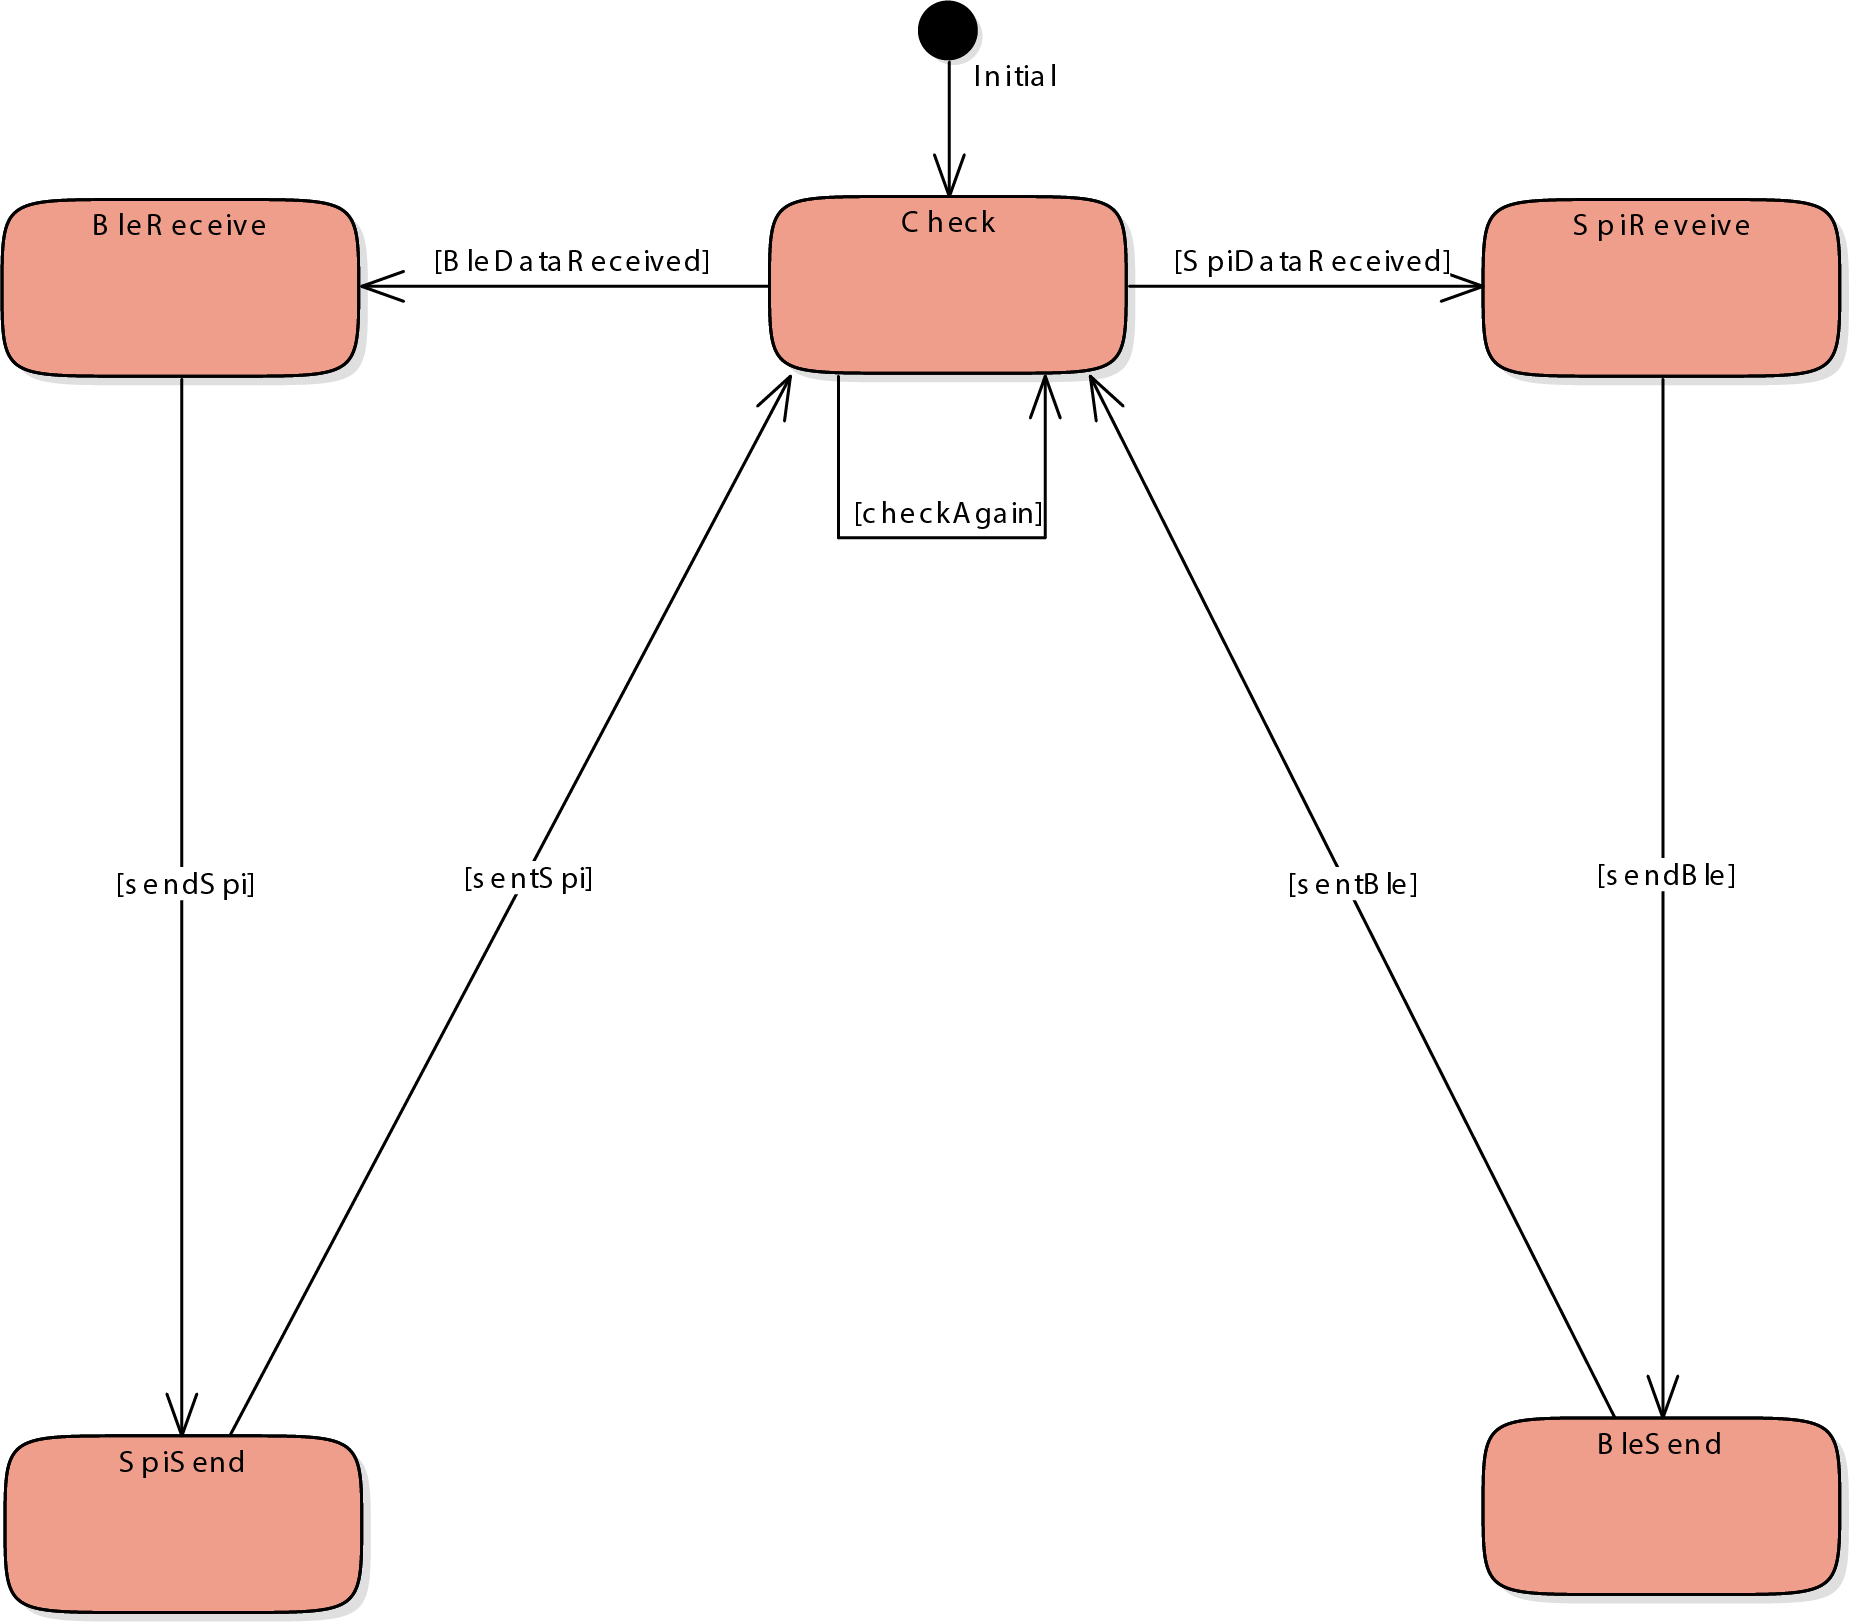 Initial
BleReceive
Check
SpiReveive
[BleDataReceived]
[SpiDataReceived]
[checkAgain]
[sendSpi]
[sentSpi]
[sentBle]
[sendBle]
SpiSend
BleSend